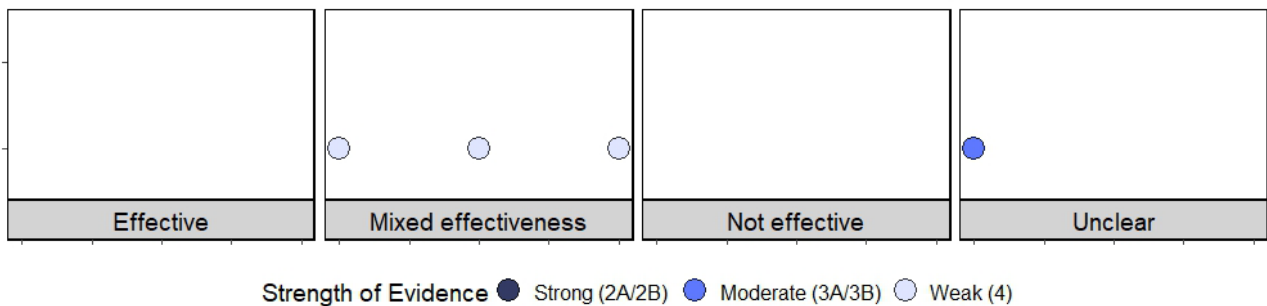 Effective
Mixed effectiveness
Not effective
Unclear
Strength of Evidence Strong (2A/2B) Moderate (3A/3B) Weak (4)